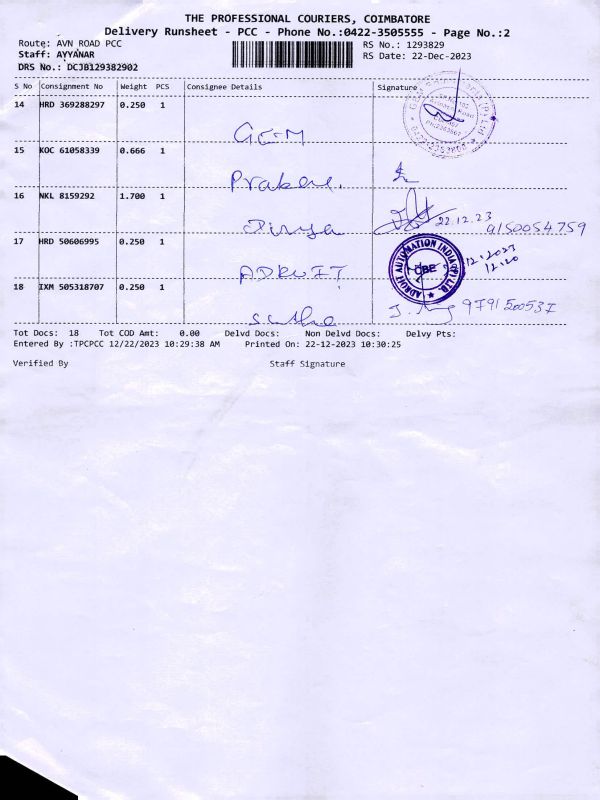 THE PROFESSIONAL COURIERS, COIMBATORE
Delivery Runsheet - PCC - Phone No.:0422-3505555 - Page No.:2
Route: AVN ROAD PCC
RS No.: 1293829
Staff: AYYANAR
RS Date: 22-Dec-2023
DRS No.: DCJB129382902
S No Consignment No Weight PCS Consignee Details Signature
14 HRD 369288297 0.250 1
GEM
15 KOC 61058339 0.666 1
16 NKL 8159292 1.700 1
22.12.23
9150054759
Divya
17 HRD 50606995 0.250 1
ADROIT AUTOMATION INDIA (P) LTD.
CBE
12.2023
12.20
ADROIT
18 IXM 505318707 0.250 1
Tot Docs: 18 Tot COD Amt: 0.00 Delvd Docs: Non Delvd Docs: Delvy Pts:
Entered By :TPCPCC 12/22/2023 10:29:38 AM Printed On: 22-12-2023 10:30:25
Verified By Staff Signature